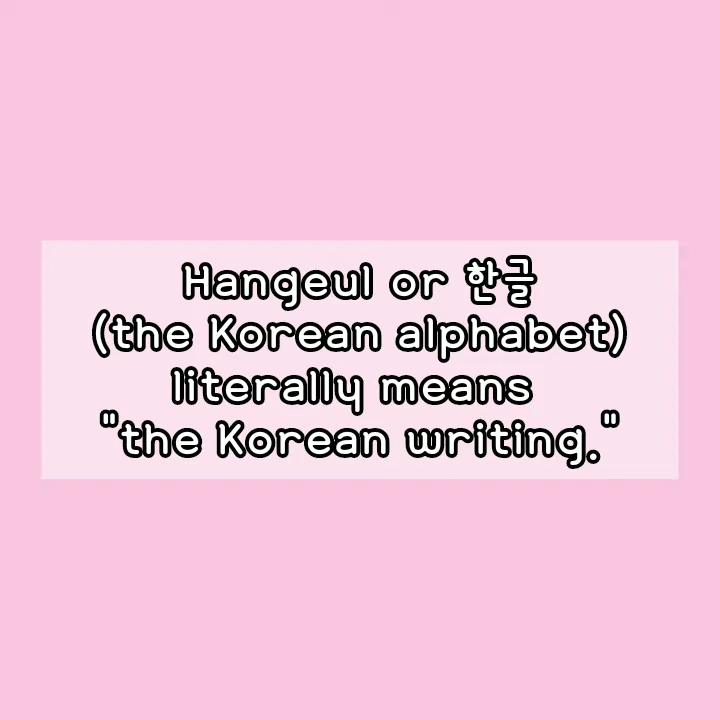 Hangeul or 한글
(the Korean alphabet)
literally means
"the Korean writing."